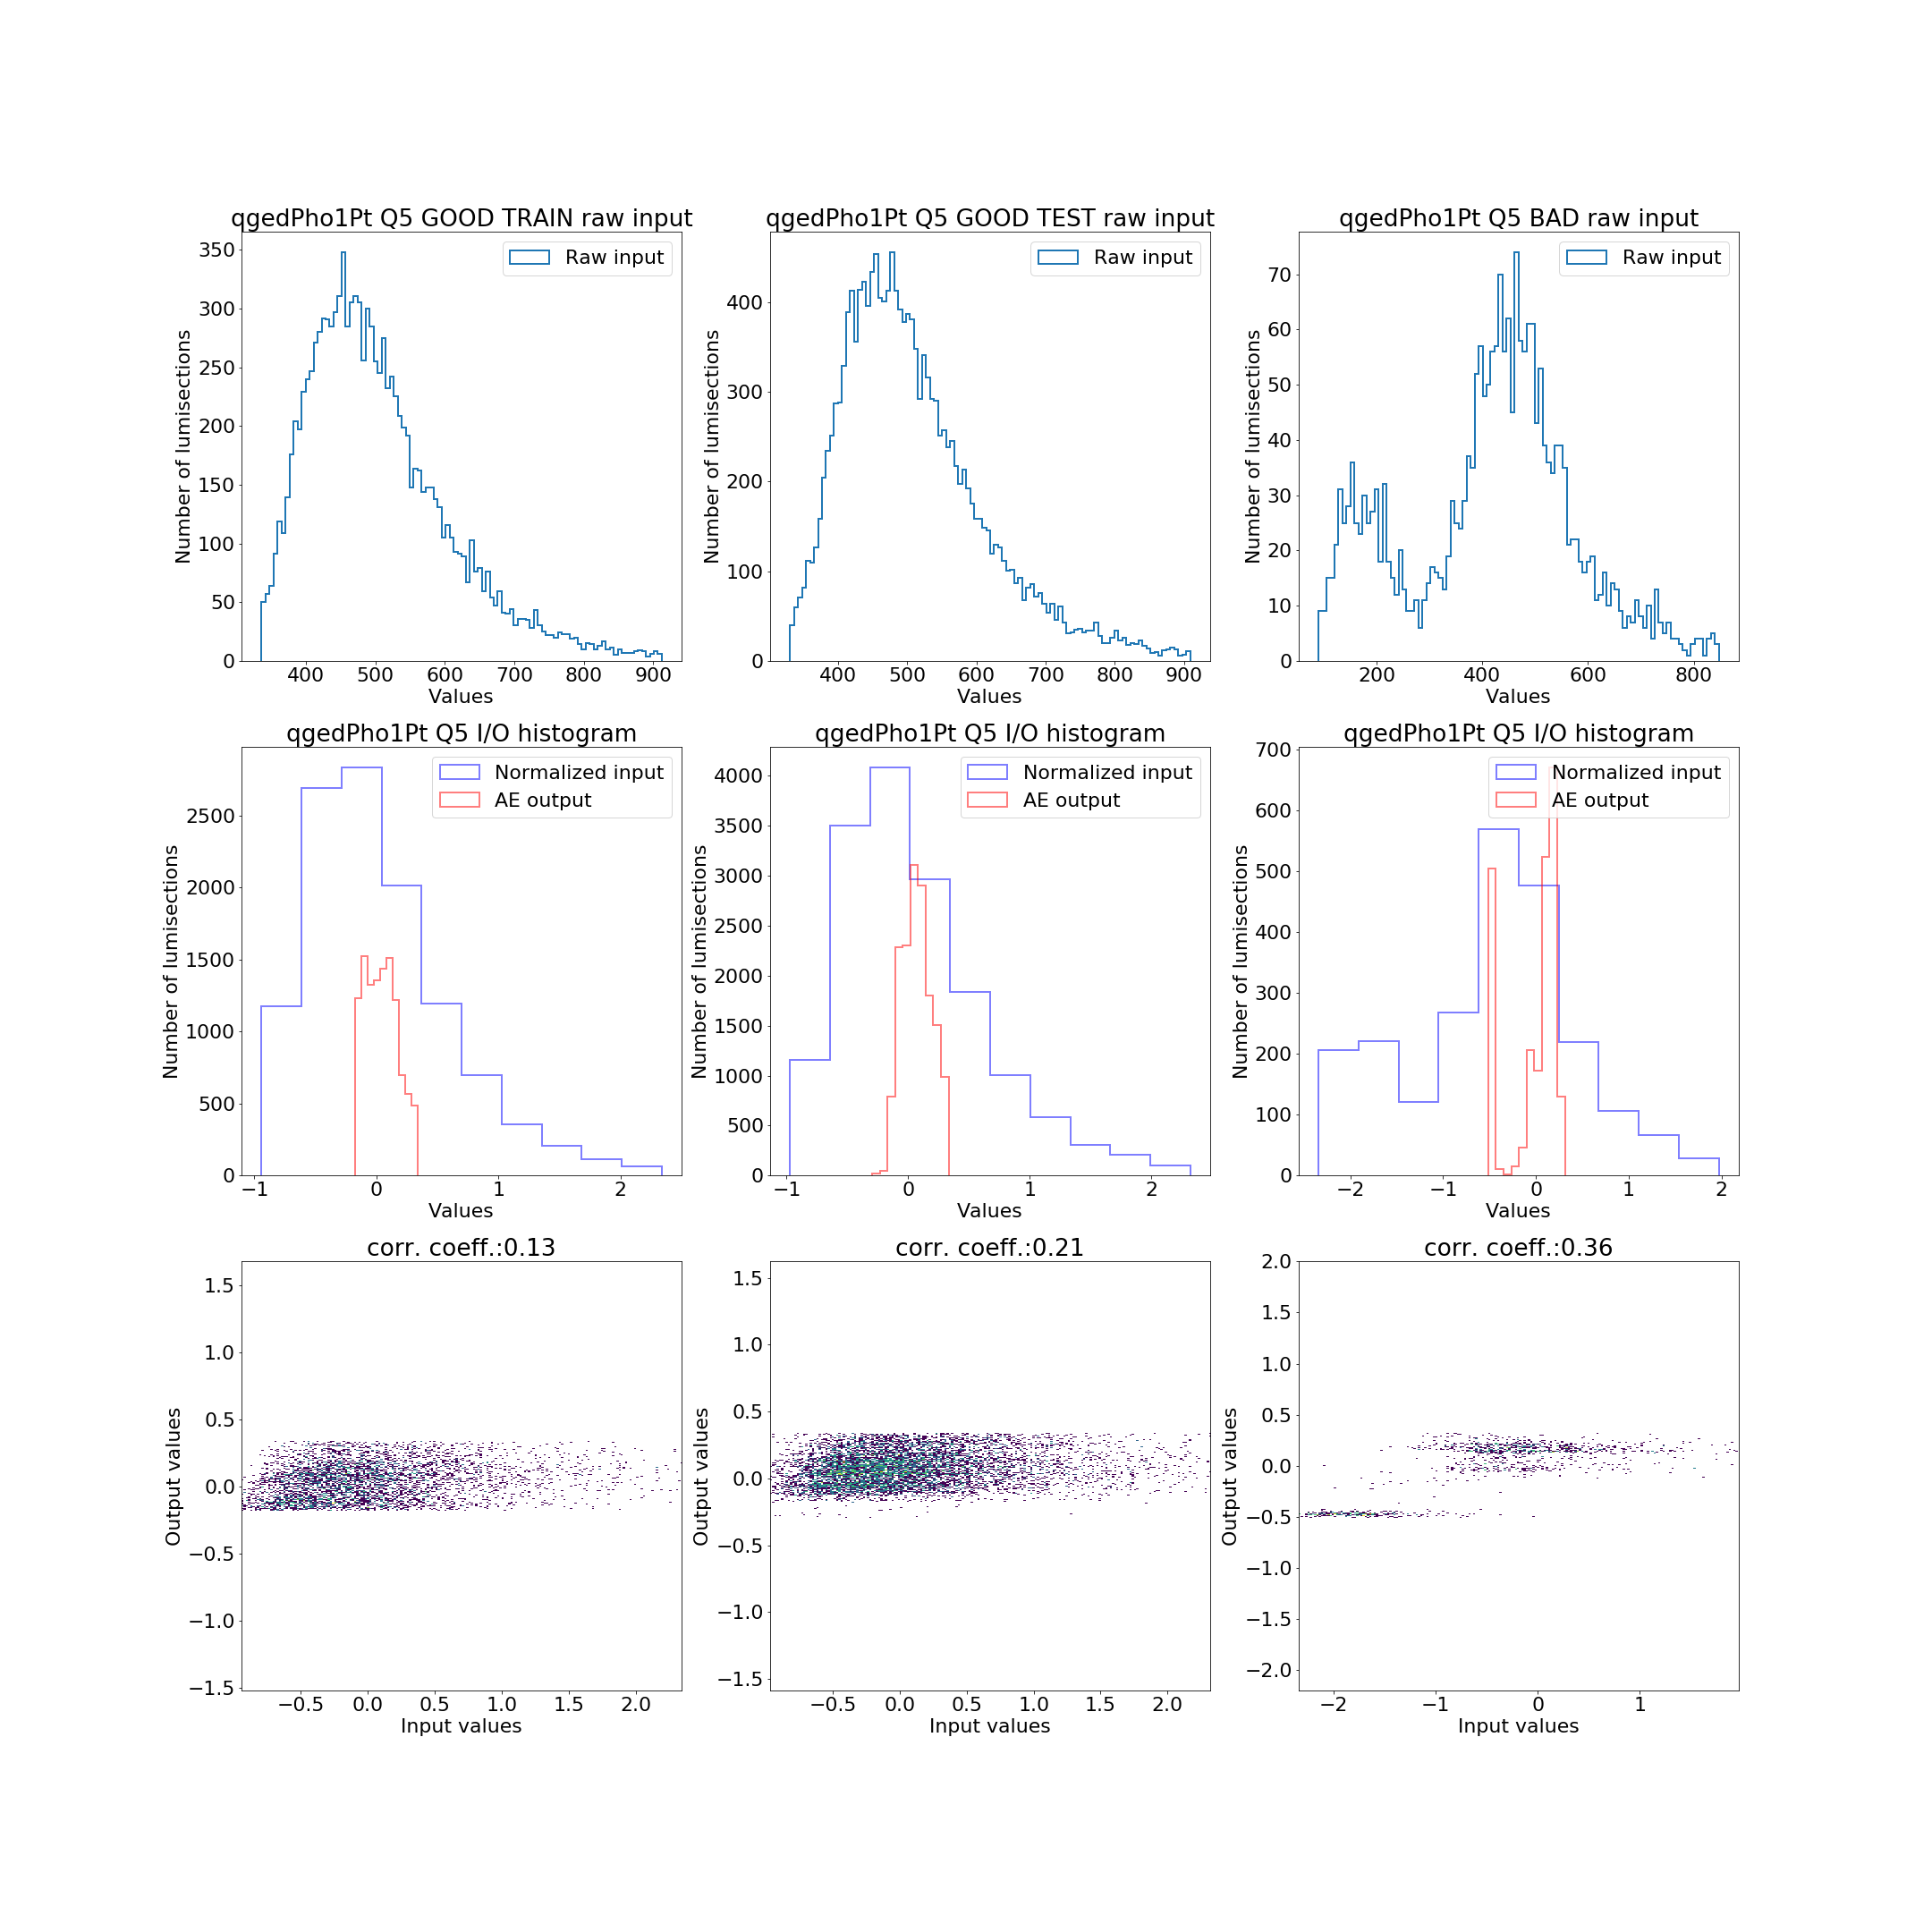 qgedPho1Pt Q5 GOOD TRAIN raw input
Raw input
350
300
250
200
150
100
50
0
Number of lumisections
400 500 600 700 800 900
Values
qgedPho1Pt Q5 GOOD TEST raw input
Raw input
400
300
200
100
0
Number of lumisections
400 500 600 700 800 900
Values
qgedPho1Pt Q5 BAD raw input
Raw input
70
60
50
40
30
20
10
0
Number of lumisections
200 400 600 800
Values
qgedPho1Pt Q5 I/O histogram
Normalized input
AE output
2500
2000
1500
1000
500
0
Number of lumisections
−1 0 1 2
Values
qgedPho1Pt Q5 I/O histogram
Normalized input
AE output
4000
3500
3000
2500
2000
1500
1000
500
0
Number of lumisections
−1 0 1 2
Values
qgedPho1Pt Q5 I/O histogram
Normalized input
AE output
700
600
500
400
300
200
100
0
Number of lumisections
−2 −1 0 1 2
Values
corr. coeff.:0.13
1.5
1.0
0.5
0.0
−0.5
−1.0
−1.5
Output values
−0.5 0.0 0.5 1.0 1.5 2.0
Input values
corr. coeff.:0.21
1.5
1.0
0.5
0.0
−0.5
−1.0
−1.5
Output values
−0.5 0.0 0.5 1.0 1.5 2.0
Input values
corr. coeff.:0.36
2.0
1.5
1.0
0.5
0.0
−0.5
−1.0
−1.5
−2.0
Output values
−2 −1 0 1
Input values